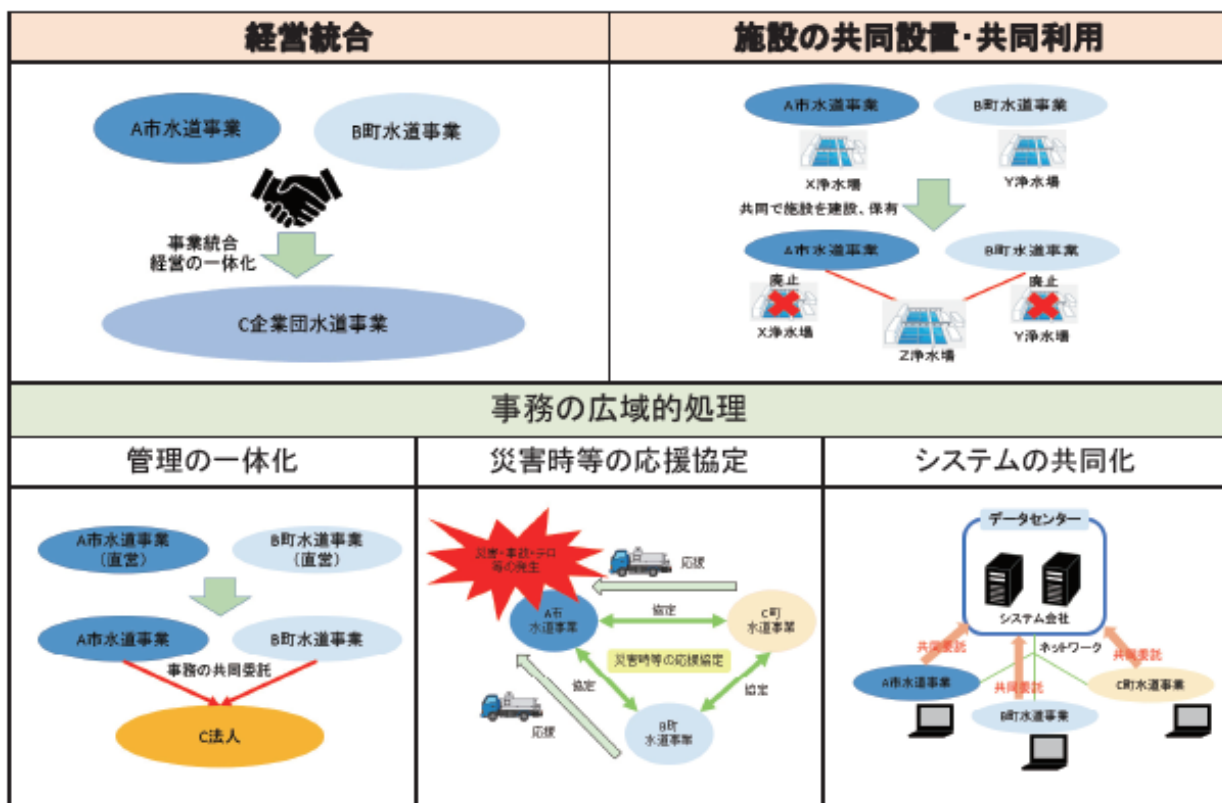 経営統合
A市水道事業
B町水道事業
事業統合
経営の一体化
C企業団水道事業
施設の共同設置・共同利用
A市水道事業
B町水道事業
X浄水場
Y浄水場
共同で施設を建設、保有
A市水道事業
B町水道事業
廃止
廃止
X浄水場
Z浄水場
Y浄水場
事務の広域的処理
管理の一体化
A市水道事業
(直営)
B町水道事業
(直営)
A市水道事業
B町水道事業
事務の共同委託
C法人
災害時等の応援協定
災害・事故・テロ
等の発生
応援
A市
水道事業
協定
C町
水道事業
災害時等の応援協定
協定
協定
応援
B町
水道事業
システムの共同化
データセンター
システム会社
共同委託
ネットワーク
共同委託
A市水道事業
共同委託
C町水道事業
B町水道事業